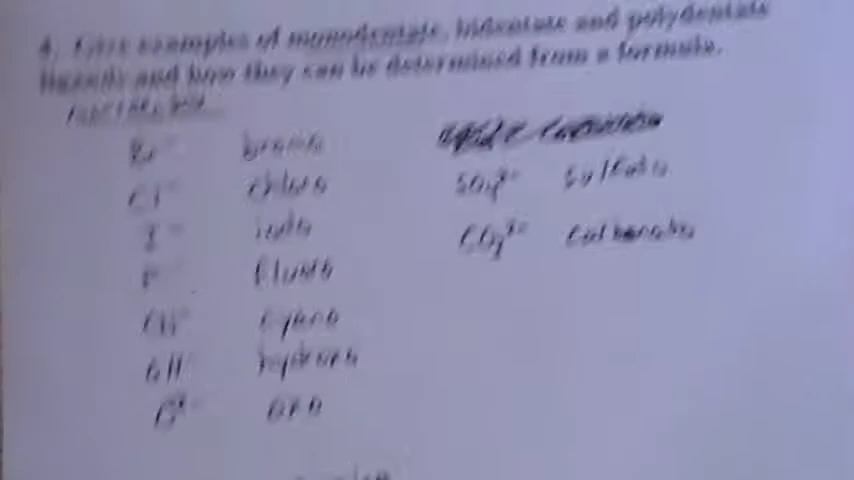 4. Give examples of monodentate, bidentate and polydentate
ligands and how they can be determined from a formula.
Br⁻ bromo
Cl⁻ chloro
I⁻ iodo
F⁻ fluoro
CN⁻ cyano
OH⁻ hydroxo
O²⁻ oxo
SO₄²⁻ sulfato
CO₃²⁻ carbonato